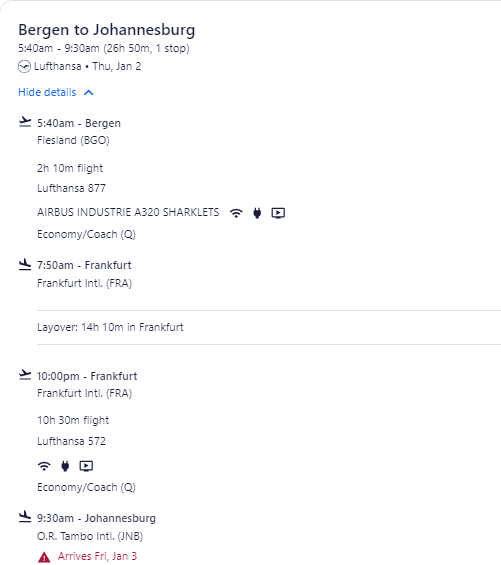 Bergen to Johannesburg
5:40am - 9:30am (26h 50m, 1 stop)
Lufthansa • Thu, Jan 2
Hide details
5:40am - Bergen
Flesland (BGO)
2h 10m flight
Lufthansa 877
AIRBUS INDUSTRIE A320 SHARKLETS
Economy/Coach (Q)
7:50am - Frankfurt
Frankfurt Intl. (FRA)
Layover: 14h 10m in Frankfurt
10:00pm - Frankfurt
Frankfurt Intl. (FRA)
10h 30m flight
Lufthansa 572
Economy/Coach (Q)
9:30am - Johannesburg
O.R. Tambo Intl. (JNB)
Arrives Fri, Jan 3